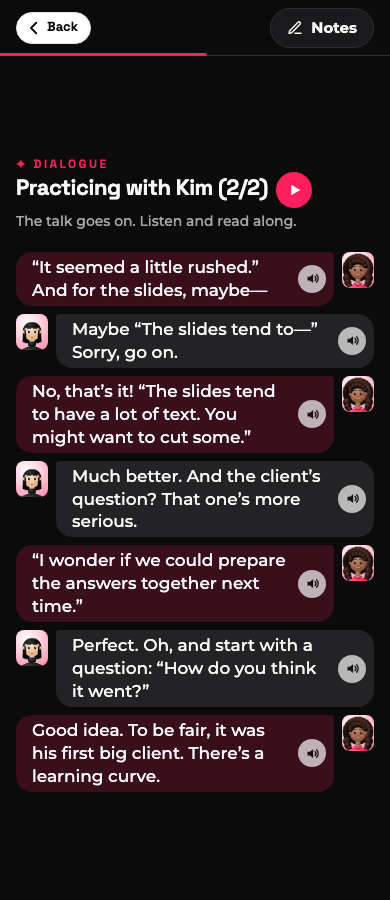 Back
Notes
DIALOGUE
Practicing with Kim (2/2)
The talk goes on. Listen and read along.
“It seemed a little rushed.”
And for the slides, maybe—
Maybe “The slides tend to—”
Sorry, go on.
No, that’s it! “The slides tend
to have a lot of text. You
might want to cut some.”
Much better. And the client’s
question? That one’s more
serious.
“I wonder if we could prepare
the answers together next
time.”
Perfect. Oh, and start with a
question: “How do you think
it went?”
Good idea. To be fair, it was
his first big client. There’s a
learning curve.